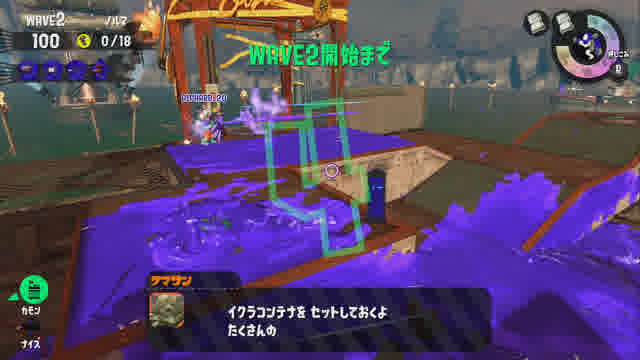 WAVE2
ノルマ
100
0/18
WAVE2開始まで
クマサン
イクラコンテナを セットしておくよ
たくさんの
カモン
ナイス